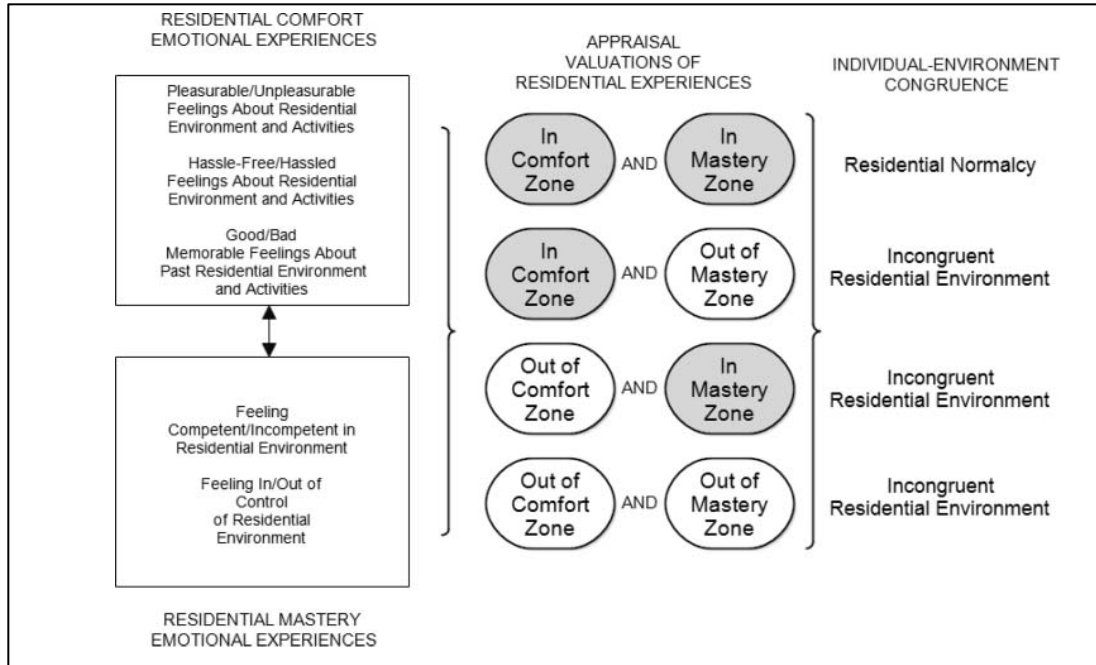 RESIDENTIAL COMFORT
EMOTIONAL EXPERIENCES
Pleasurable/Unpleasurable
Feelings About Residential
Environment and Activities
Hassle-Free/Hassled
Feelings About Residential
Environment and Activities
Good/Bad
Memorable Feelings About
Past Residential Environment
and Activities
Feeling
Competent/Incompetent in
Residential Environment
Feeling In/Out of
Control
of Residential
Environment
RESIDENTIAL MASTERY
EMOTIONAL EXPERIENCES
APPRAISAL
VALUATIONS OF
RESIDENTIAL EXPERIENCES
In
Comfort
Zone
AND
In
Mastery
Zone
In
Comfort
Zone
AND
Out of
Mastery
Zone
Out of
Comfort
Zone
AND
In
Mastery
Zone
Out of
Comfort
Zone
AND
Out of
Mastery
Zone
INDIVIDUAL-ENVIRONMENT
CONGRUENCE
Residential Normalcy
Incongruent
Residential Environment
Incongruent
Residential Environment
Incongruent
Residential Environment